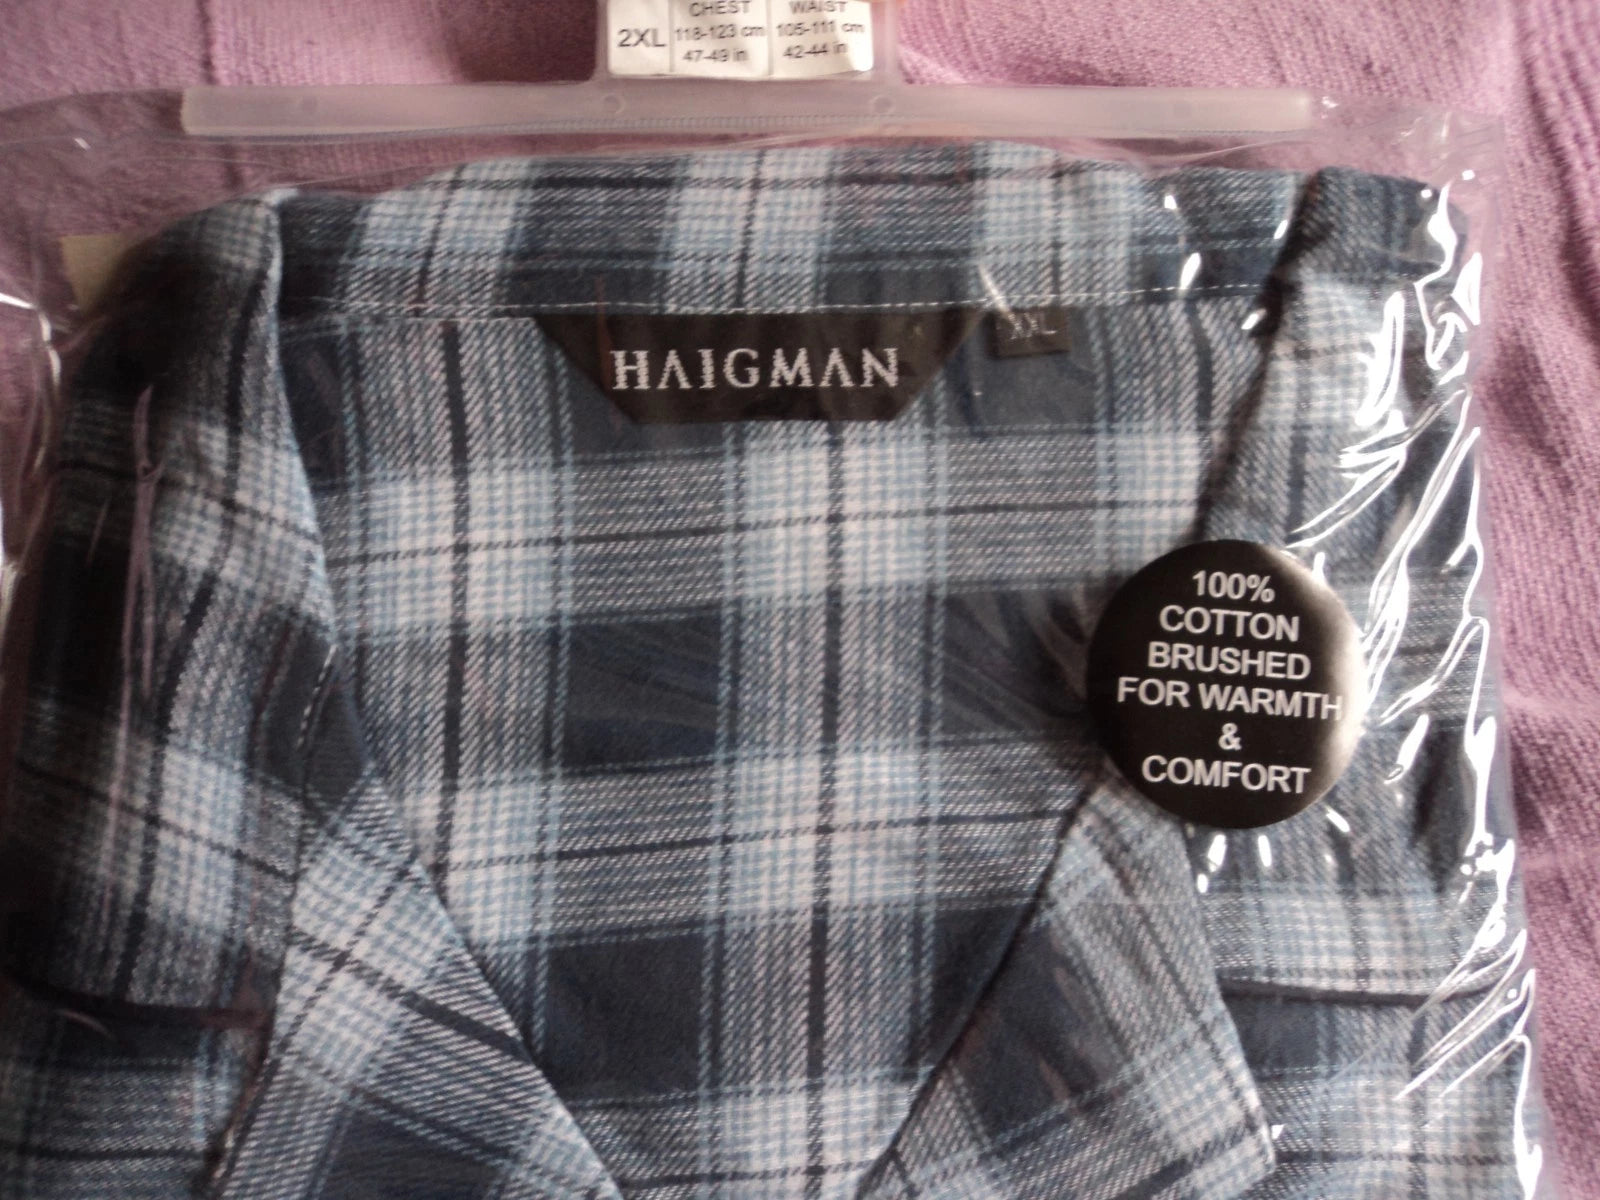 CHEST WAIST
2XL 118-123 cm 105-111 cm
47-49 in 42-44 in
HAIGMAN
XXL
100%
COTTON
BRUSHED
FOR WARMTH
&
COMFORT